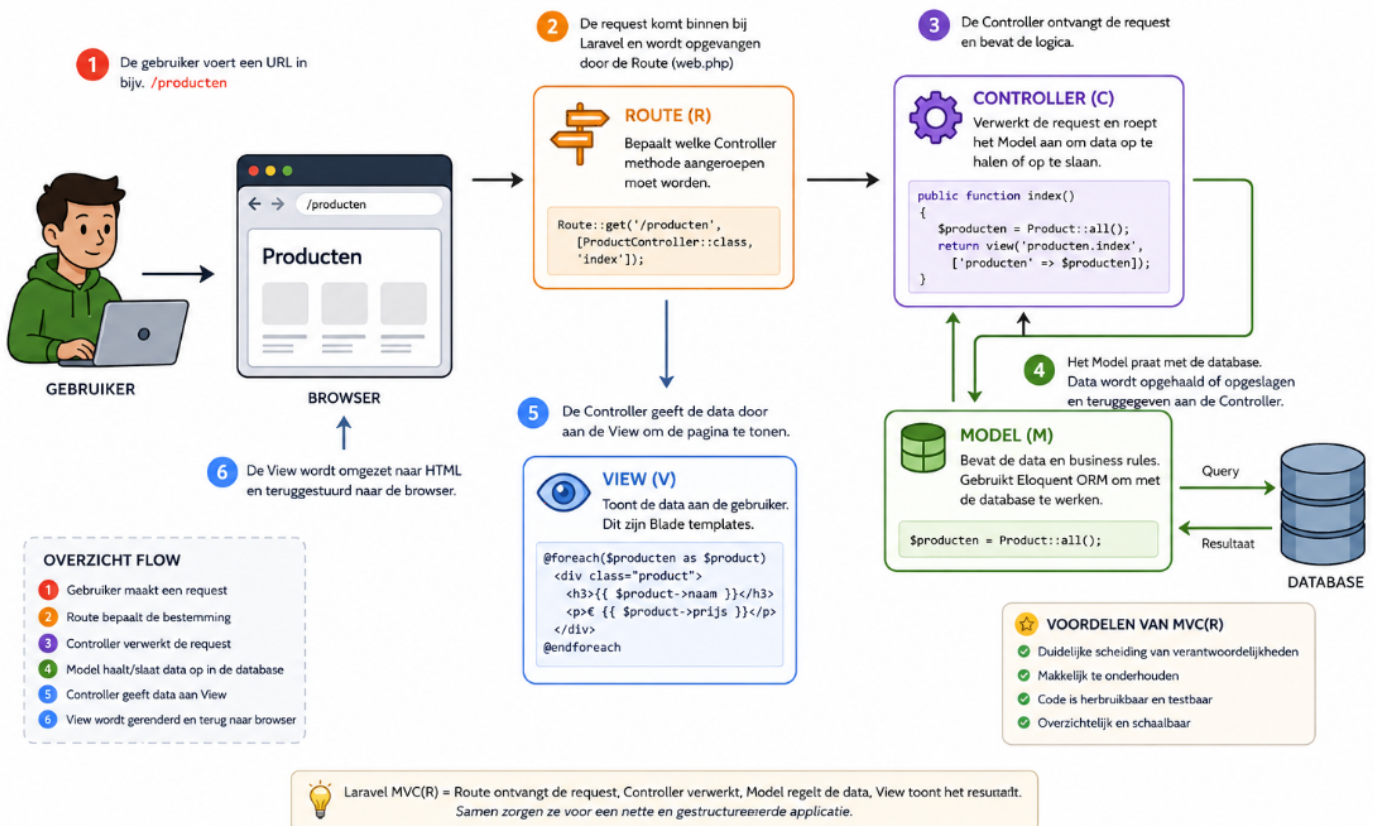 1
De gebruiker voert een URL in
bijv. /producten
2
De request komt binnen bij
Laravel en wordt opgevangen
door de Route (web.php)
3
De Controller ontvangt de request
en bevat de logica.
GEBRUIKER
/producten
Producten
BROWSER
ROUTE (R)
Bepaalt welke Controller
methode aangeroepen
moet worden.
Route::get('/producten',
[ProductController::class,
'index']);
CONTROLLER (C)
Verwerkt de request en roept
het Model aan om data op te
halen of op te slaan.
public function index()
{
$producten = Product::all();
return view('producten.index',
['producten' => $producten]);
}
4
Het Model praat met de database.
Data wordt opgehaald of opgeslagen
en teruggegeven aan de Controller.
MODEL (M)
Bevat de data en business rules.
Gebruikt Eloquent ORM om met
de database te werken.
$producten = Product::all();
Query
Resultaat
DATABASE
5
De Controller geeft de data door
aan de View om de pagina te tonen.
VIEW (V)
Toont de data aan de gebruiker.
Dit zijn Blade templates.
@foreach($producten as $product)
<div class="product">
<h3>{{ $product->naam }}</h3>
<p>€ {{ $product->prijs }}</p>
</div>
@endforeach
6
De View wordt omgezet naar HTML
en teruggestuurd naar de browser.
OVERZICHT FLOW
1 Gebruiker maakt een request
2 Route bepaalt de bestemming
3 Controller verwerkt de request
4 Model haalt/slaat data op in de database
5 Controller geeft data aan View
6 View wordt gerenderd en terug naar browser
VOORDELEN VAN MVC(R)
Duidelijke scheiding van verantwoordelijkheden
Makkelijk te onderhouden
Code is herbruikbaar en testbaar
Overzichtelijk en schaalbaar
Laravel MVC(R) = Route ontvangt de request, Controller verwerkt, Model regelt de data, View toont het
Samen zorgen ze voor een nette en applicatie.